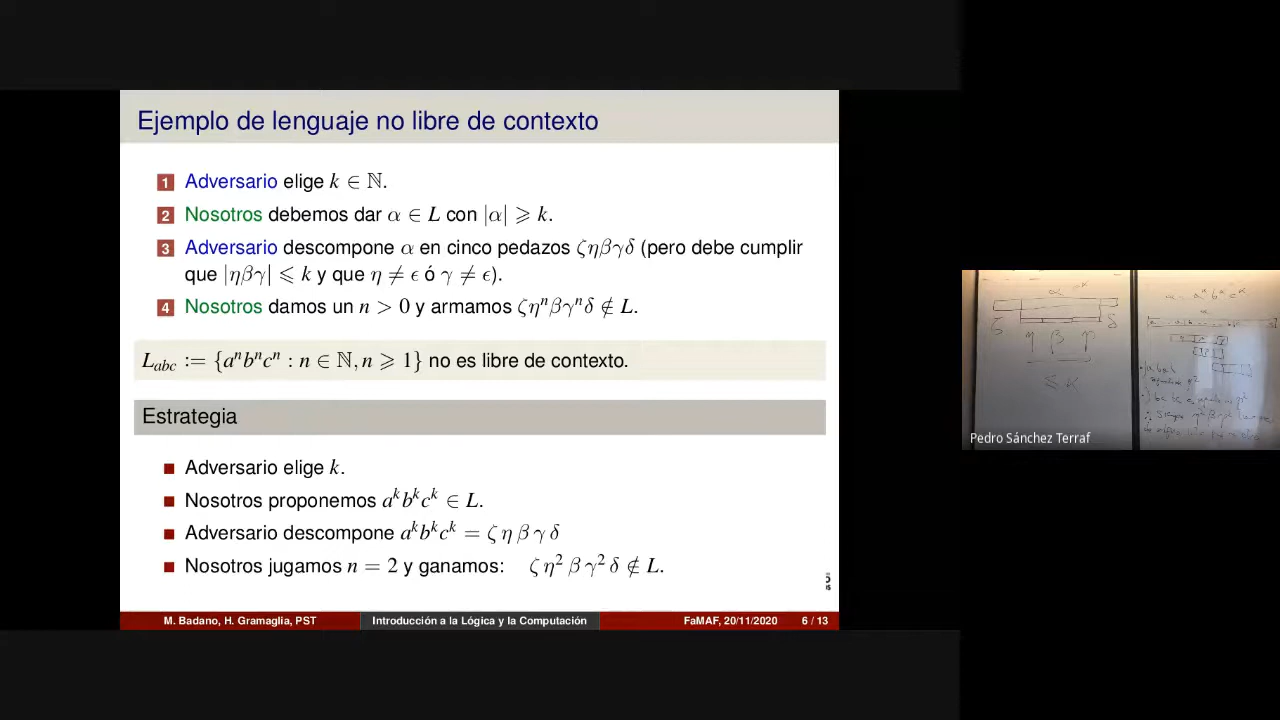 Ejemplo de lenguaje no libre de contexto
1 Adversario elige k ∈ ℕ.
2 Nosotros debemos dar α ∈ L con |α| ⩾ k.
3 Adversario descompone α en cinco pedazos ζηβγδ (pero debe cumplir
que |ηβγ| ⩽ k y que η ≠ ϵ ó γ ≠ ϵ).
4 Nosotros damos un n > 0 y armamos ζηⁿβγⁿδ ∉ L.
L_abc := {aⁿbⁿcⁿ : n ∈ ℕ, n ⩾ 1} no es libre de contexto.
Estrategia
Adversario elige k.
Nosotros proponemos aᵏbᵏcᵏ ∈ L.
Adversario descompone aᵏbᵏcᵏ = ζ η β γ δ
Nosotros jugamos n = 2 y ganamos: ζ η² β γ² δ ∉ L.
M. Badano, H. Gramaglia, PST
Introducción a la Lógica y la Computación
FaMAF, 20/11/2020
6 / 13
α
ζ
δ
η β γ
⩽ k
Pedro Sánchez Terraf